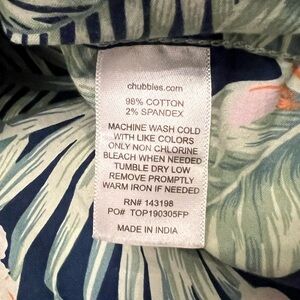 chubbies.com
98% COTTON
2% SPANDEX
MACHINE WASH COLD
WITH LIKE COLORS
ONLY NON CHLORINE
BLEACH WHEN NEEDED
TUMBLE DRY LOW
REMOVE PROMPTLY
WARM IRON IF NEEDED
RN# 143198
PO# TOP190305FP
MADE IN INDIA